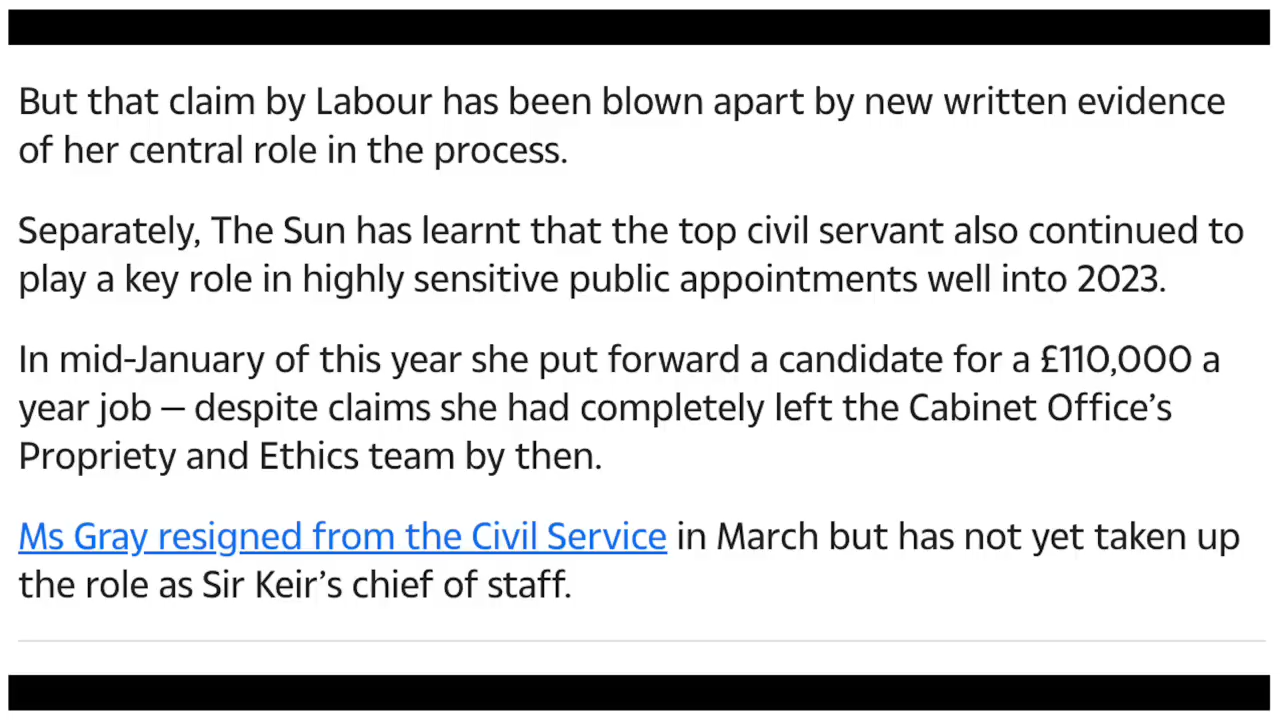 But that claim by Labour has been blown apart by new written evidence
of her central role in the process.
Separately, The Sun has learnt that the top civil servant also continued to
play a key role in highly sensitive public appointments well into 2023.
In mid-January of this year she put forward a candidate for a £110,000 a
year job – despite claims she had completely left the Cabinet Office’s
Propriety and Ethics team by then.
Ms Gray resigned from the Civil Service in March but has not yet taken up
the role as Sir Keir’s chief of staff.